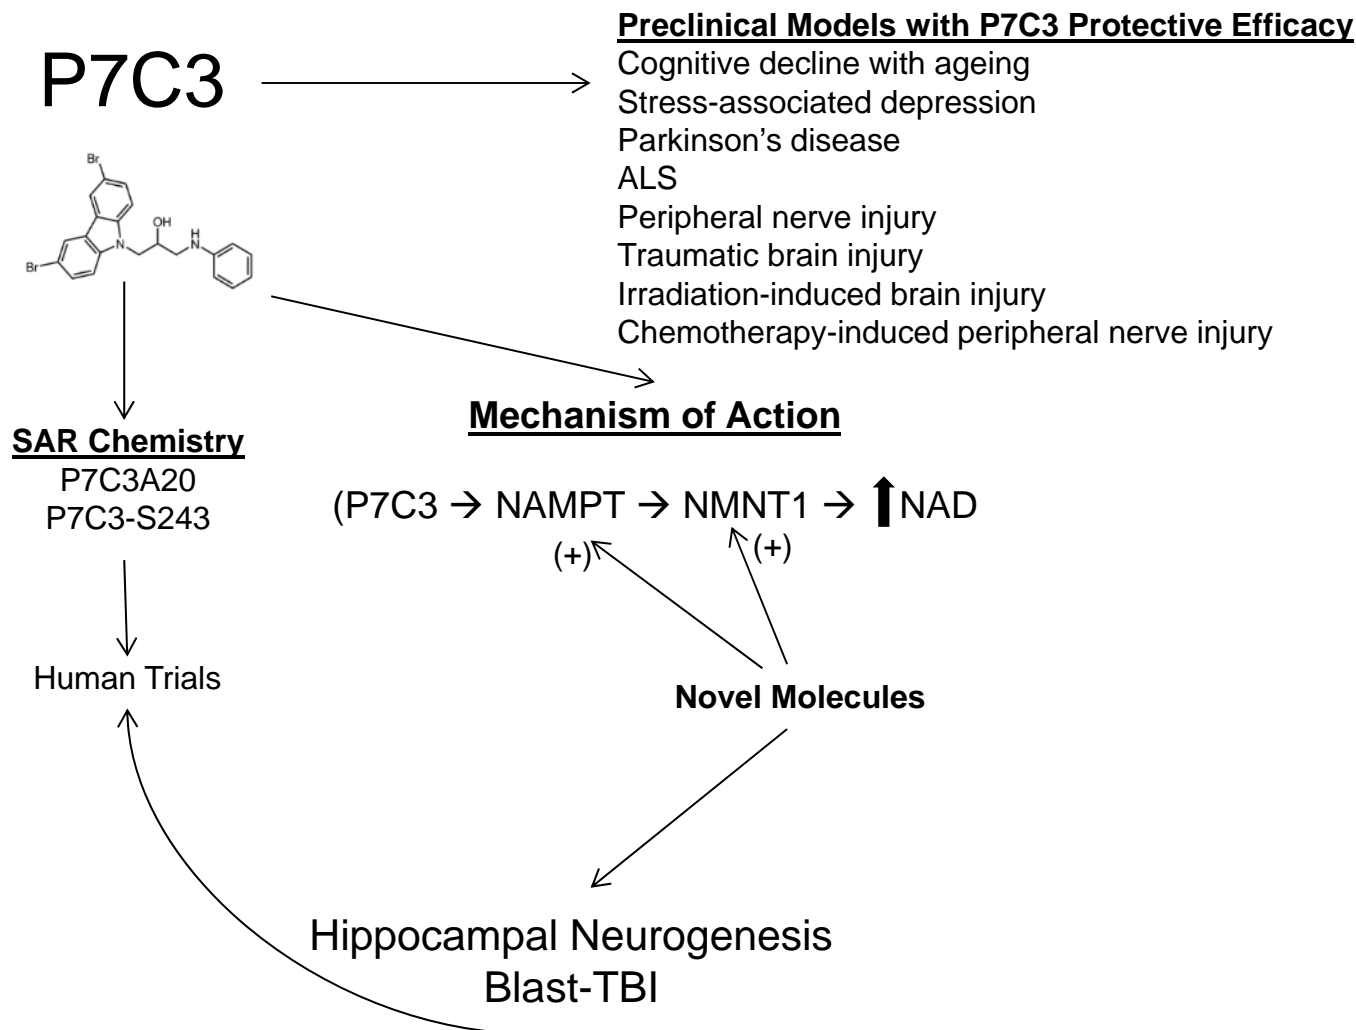 P7C3
Preclinical Models with P7C3 Protective Efficacy
Cognitive decline with ageing
Stress-associated depression
Parkinson’s disease
ALS
Peripheral nerve injury
Traumatic brain injury
Irradiation-induced brain injury
Chemotherapy-induced peripheral nerve injury
Br
OH
H
N
N
Br
SAR Chemistry
P7C3A20
P7C3-S243
Mechanism of Action
(P7C3 → NAMPT → NMNT1 → ⬆NAD
(+) (+)
Human Trials
Novel Molecules
Hippocampal Neurogenesis
Blast-TBI